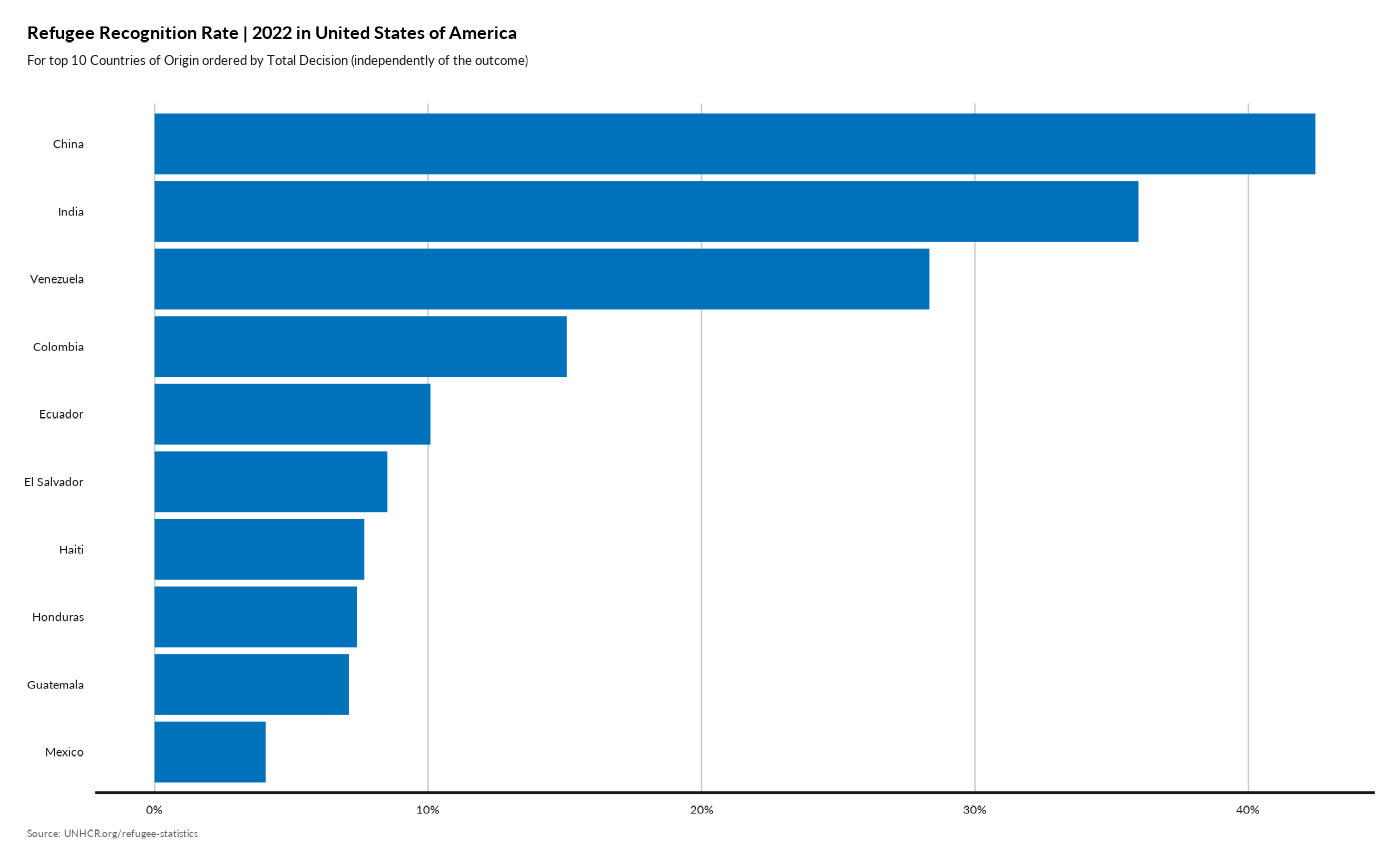 Refugee Recognition Rate | 2022 in United States of America
For top 10 Countries of Origin ordered by Total Decision (independently of the outcome)
China
India
Venezuela
Colombia
Ecuador
El Salvador
Haiti
Honduras
Guatemala
Mexico
0% 10% 20% 30% 40%
Source: UNHCR.org/refugee-statistics